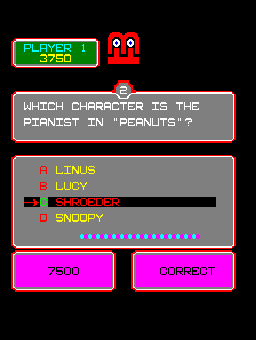 PLAYER 1
3750
2
WHICH CHARACTER IS THE
PIANIST IN "PEANUTS"?
A LINUS
B LUCY
C SHROEDER
D SNOOPY
7500 CORRECT